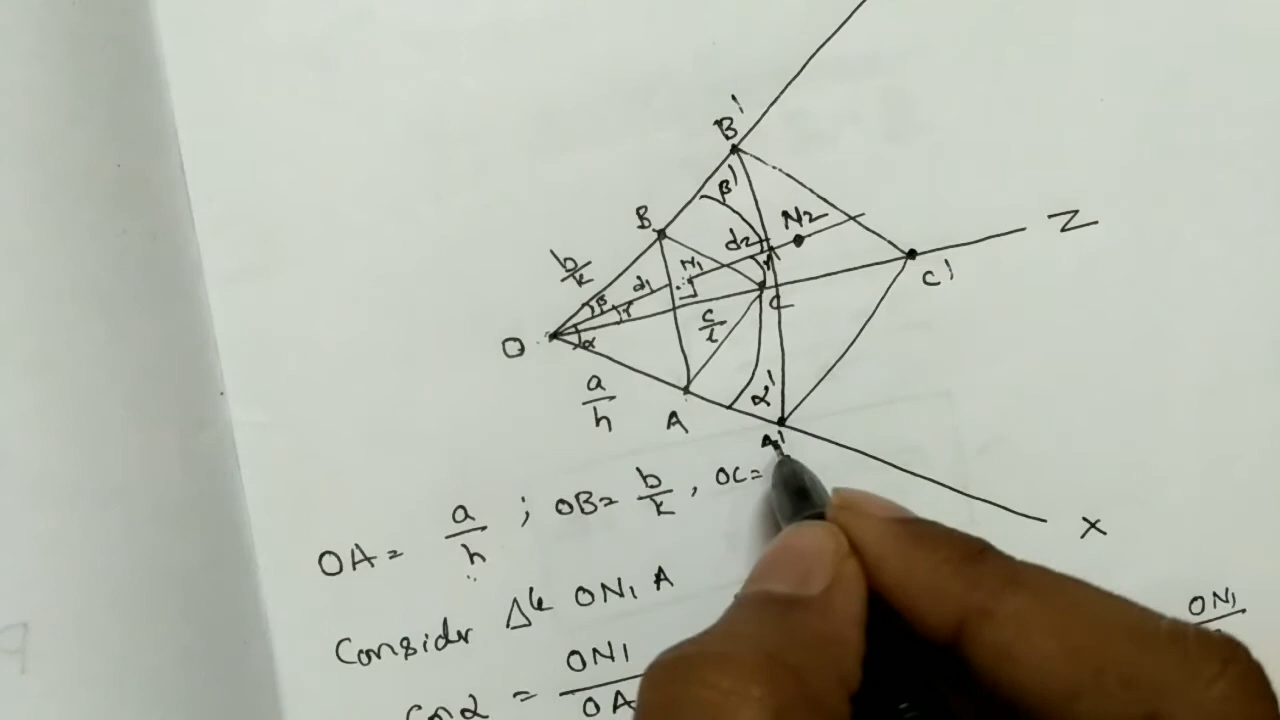 B'
β'
B
N2
Z
b/k
d2
N1
d1
r
C'
β
r
C
O
α
c/l
a/h
α'
A
A'
OA = a/h ; OB = b/k , OC =
X
Consider Δle ON1 A
ON1
Cos α = ON1/OA